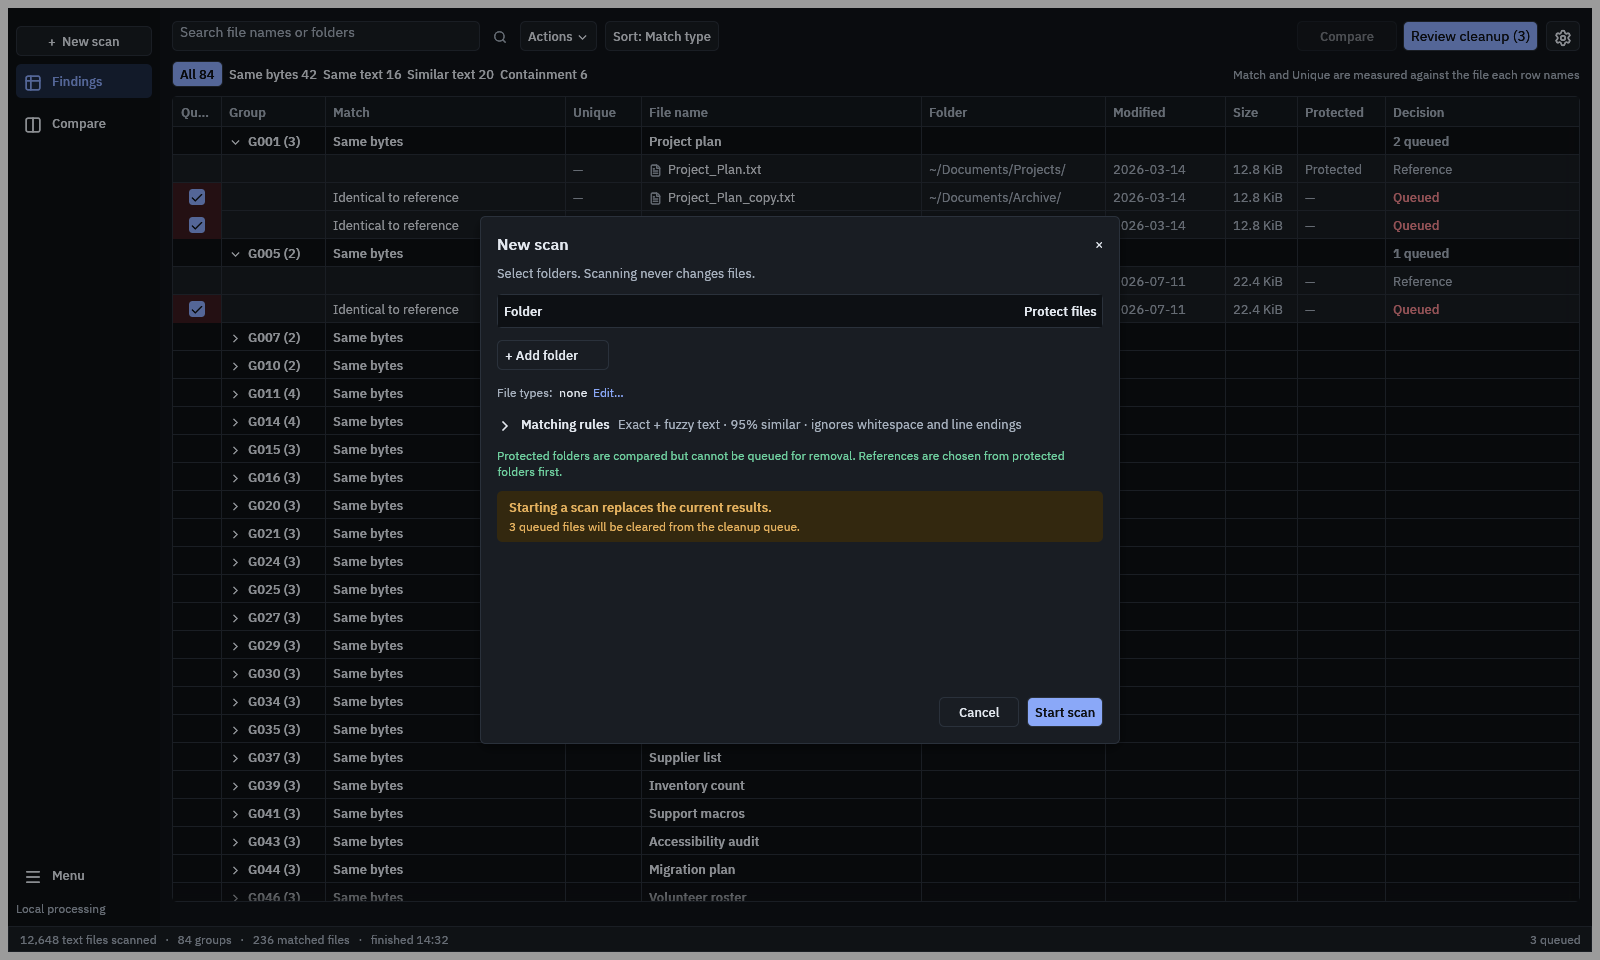 + New scan
Findings
Compare
Menu
Local processing
Search file names or folders
Actions
Sort: Match type
Compare
Review cleanup (3)
All 84 Same bytes 42 Same text 16 Similar text 20 Containment 6
Match and Unique are measured against the file each row names
Qu... Group Match Unique File name Folder Modified Size Protected Decision
G001 (3) Same bytes Project plan 2 queued
— Project_Plan.txt ~/Documents/Projects/ 2026-03-14 12.8 KiB Protected Reference
Identical to reference — Project_Plan_copy.txt ~/Documents/Archive/ 2026-03-14 12.8 KiB — Queued
Identical to reference 026-03-14 12.8 KiB — Queued
G005 (2) Same bytes 1 queued
026-07-11 22.4 KiB — Reference
Identical to reference 026-07-11 22.4 KiB — Queued
G007 (2) Same bytes
G010 (2) Same bytes
G011 (4) Same bytes
G014 (4) Same bytes
G015 (3) Same bytes
G016 (3) Same bytes
G020 (3) Same bytes
G021 (3) Same bytes
G024 (3) Same bytes
G025 (3) Same bytes
G027 (3) Same bytes
G029 (3) Same bytes
G030 (3) Same bytes
G034 (3) Same bytes
G035 (3) Same bytes
G037 (3) Same bytes Supplier list
G039 (3) Same bytes Inventory count
G041 (3) Same bytes Support macros
G043 (3) Same bytes Accessibility audit
G044 (3) Same bytes Migration plan
G046 (3) Same bytes Volunteer roster
New scan
×
Select folders. Scanning never changes files.
Folder Protect files
+ Add folder
File types: none Edit...
Matching rules Exact + fuzzy text · 95% similar · ignores whitespace and line endings
Protected folders are compared but cannot be queued for removal. References are chosen from protected
folders first.
Starting a scan replaces the current results.
3 queued files will be cleared from the cleanup queue.
Cancel
Start scan
12,648 text files scanned · 84 groups · 236 matched files · finished 14:32
3 queued